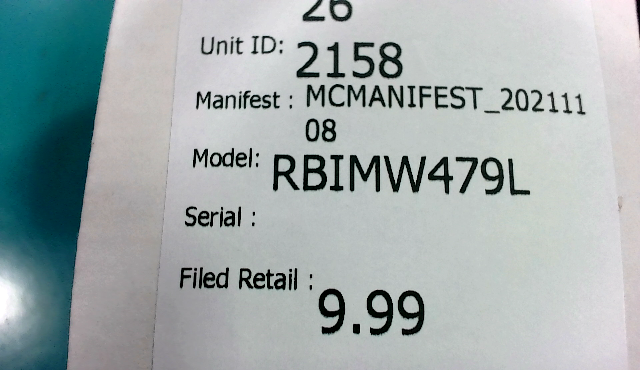 26
Unit ID: 2158
Manifest : MCMANIFEST_202111
08
Model: RBIMW479L
Serial :
Filed Retail : 9.99